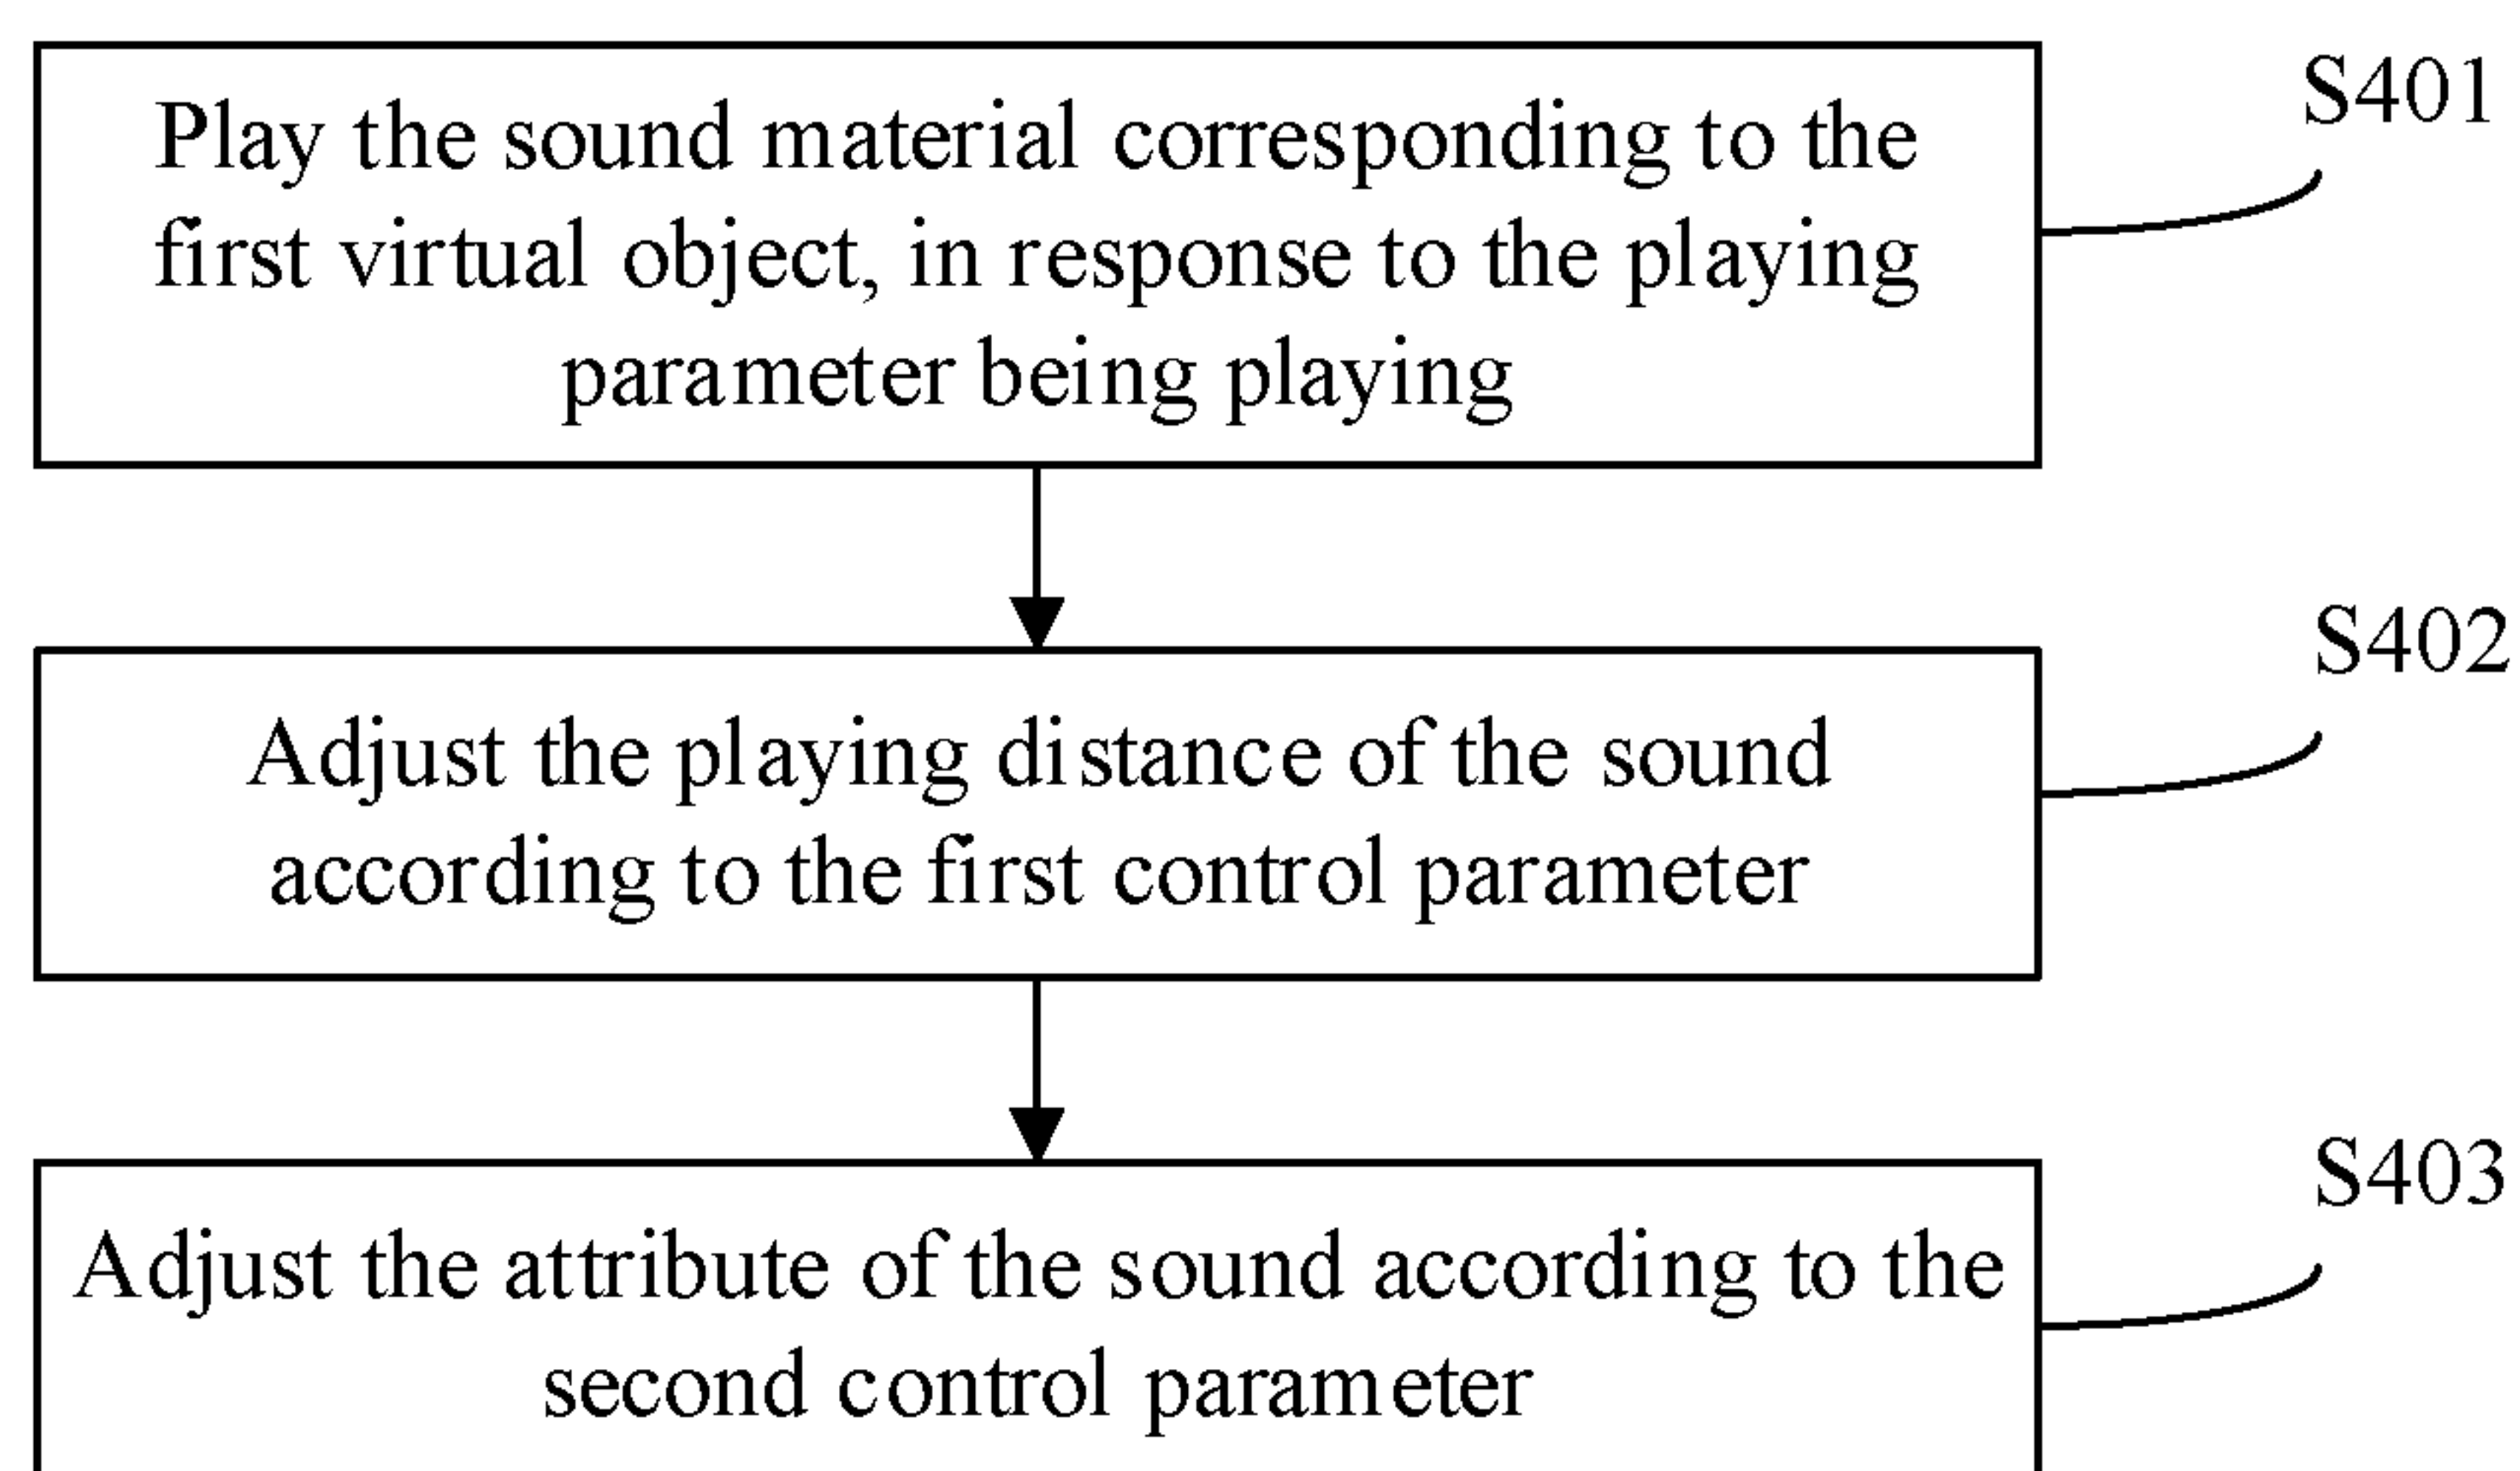 Play the sound material corresponding to the
first virtual object, in response to the playing
parameter being playing
S401
Adjust the playing distance of the sound
according to the first control parameter
S402
Adjust the attribute of the sound according to the
second control parameter
S403